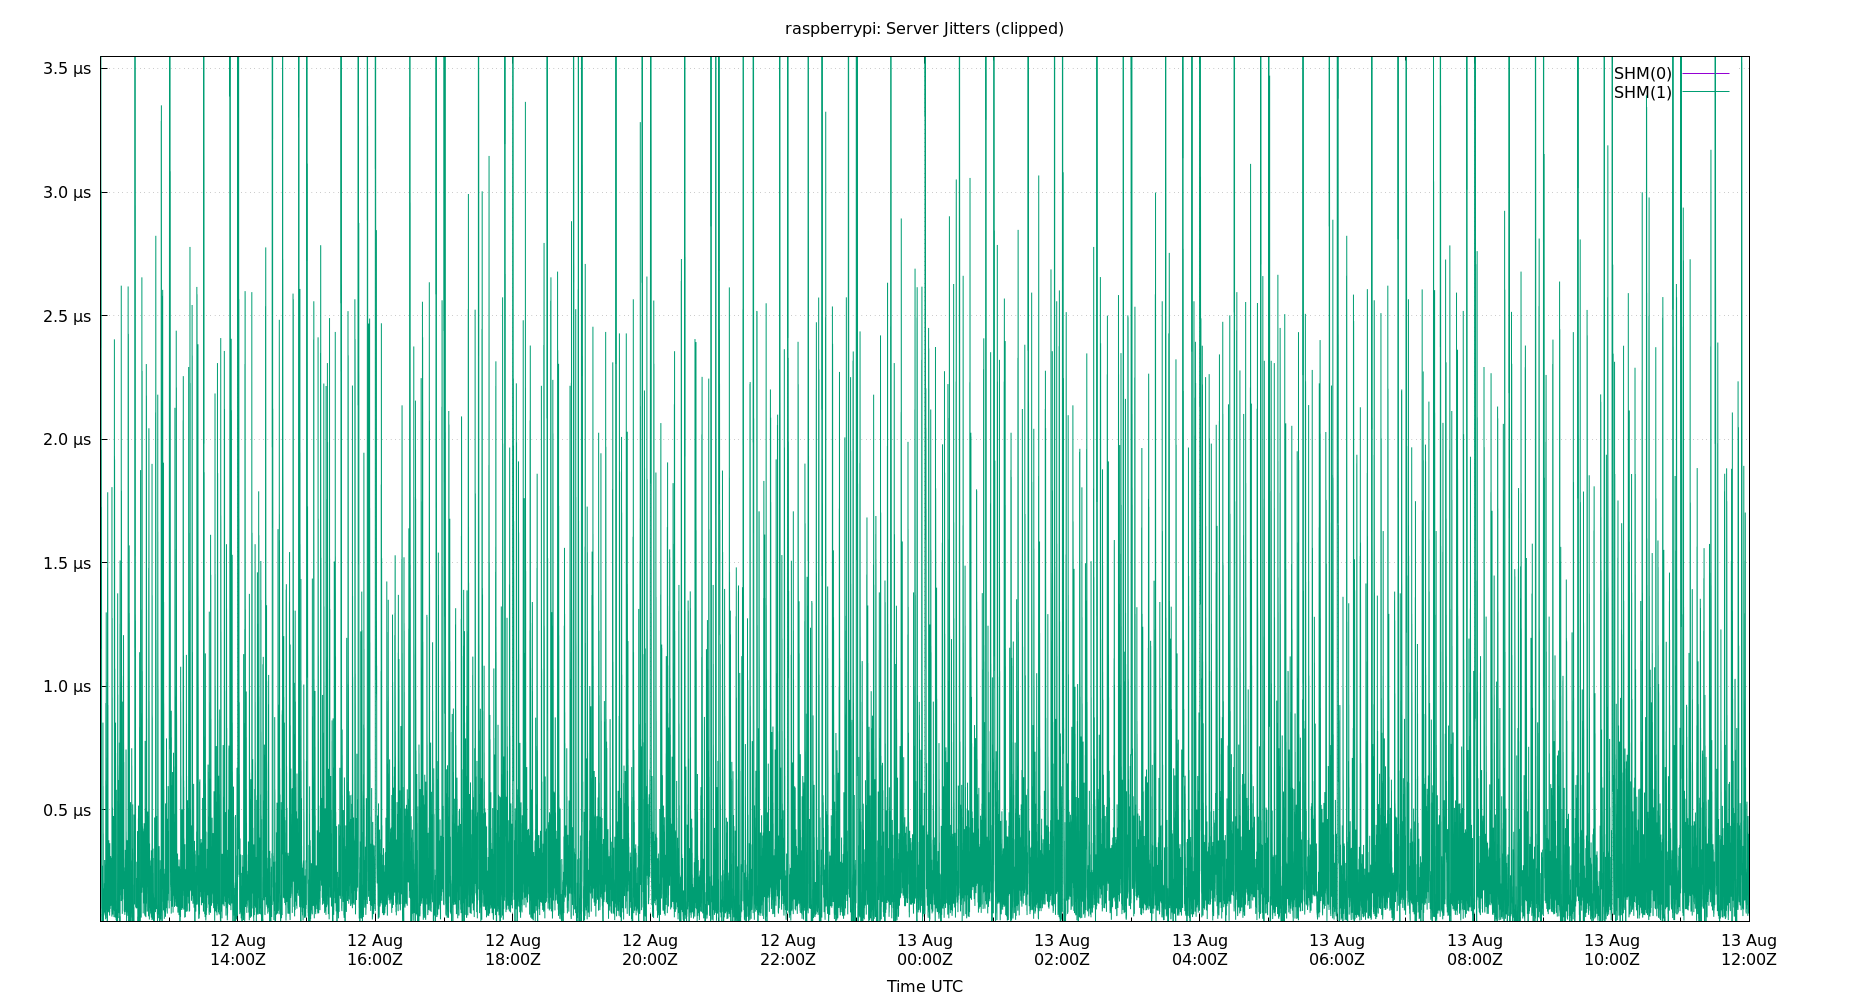 raspberrypi: Server Jitters (clipped)
3.5 µs
SHM(0)
SHM(1)
3.0 µs
2.5 µs
2.0 µs
1.5 µs
1.0 µs
0.5 µs
12 Aug 12 Aug 12 Aug 12 Aug 12 Aug 13 Aug 13 Aug 13 Aug 13 Aug 13 Aug 13 Aug 13 Aug
14:00Z 16:00Z 18:00Z 20:00Z 22:00Z 00:00Z 02:00Z 04:00Z 06:00Z 08:00Z 10:00Z 12:00Z
Time UTC